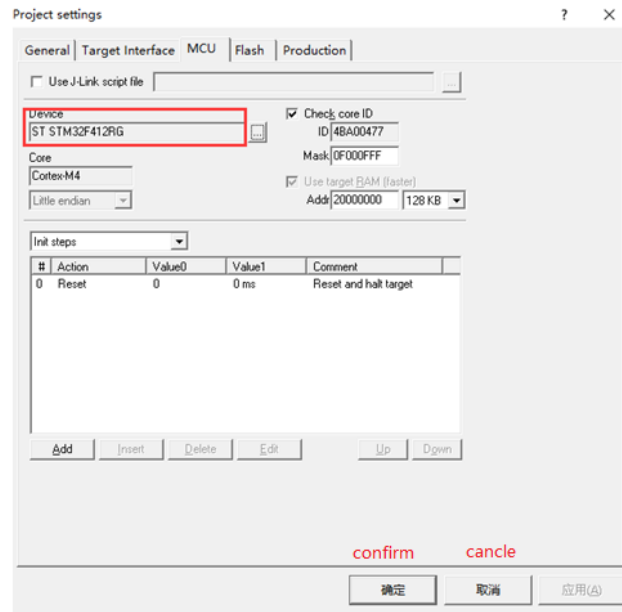 Project settings ? ×
General Target Interface MCU Flash Production
Use J-Link script file ...
Device
ST STM32F412RG ...
Check core ID
ID 4BA00477
Mask 0F000FFF
Core
Cortex-M4
Little endian
Use target RAM (faster)
Addr 20000000 128 KB
Init steps
# Action Value0 Value1 Comment
0 Reset 0 0 ms Reset and halt target
Add Insert Delete Edit Up Down
confirm cancle
确定 取消 应用(A)